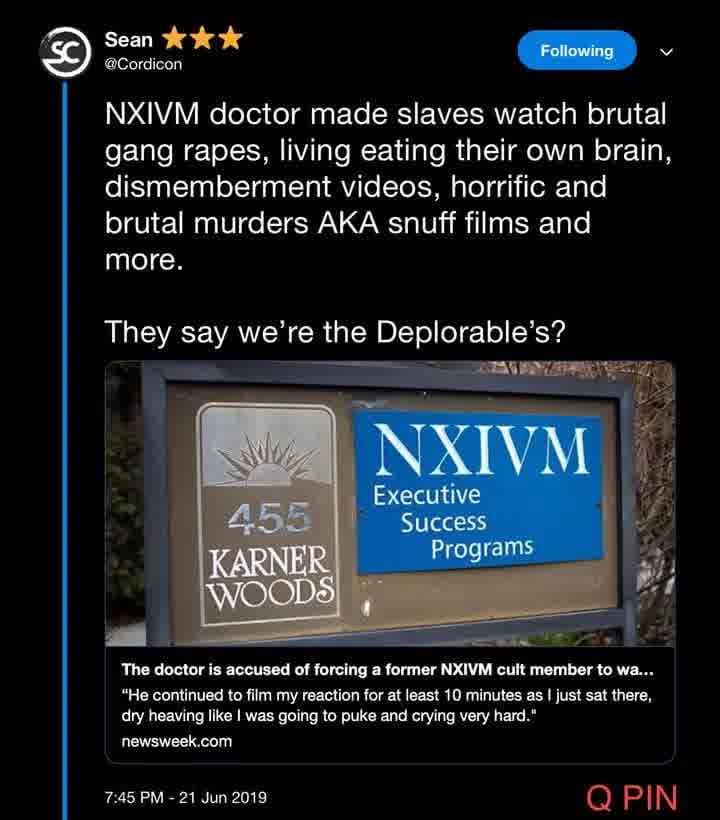 SC
Sean ⭐⭐⭐
@Cordicon
Following
NXIVM doctor made slaves watch brutal
gang rapes, living eating their own brain,
dismemberment videos, horrific and
brutal murders AKA snuff films and
more.
They say we're the Deplorable's?
455
KARNER
WOODS
NXIVM
Executive
Success
Programs
The doctor is accused of forcing a former NXIVM cult member to wa...
"He continued to film my reaction for at least 10 minutes as I just sat there,
dry heaving like I was going to puke and crying very hard."
newsweek.com
7:45 PM - 21 Jun 2019
Q PIN